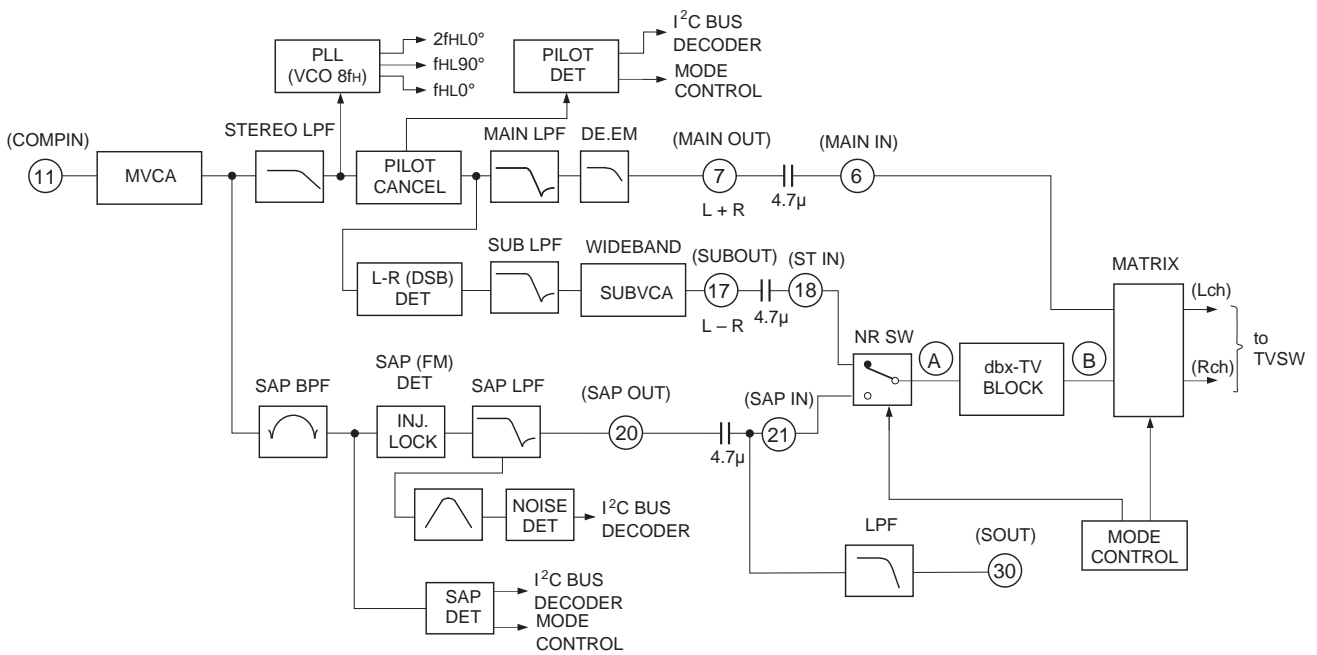 I²C BUS
DECODER
MODE
CONTROL
2fHL0°
fHL90°
fHL0°
PLL
(VCO 8fH)
PILOT
DET
STEREO LPF
MAIN LPF
DE.EM
(MAIN OUT)
(MAIN IN)
(COMPIN)
11
MVCA
PILOT
CANCEL
7
4.7µ
6
L + R
SUB LPF
WIDEBAND
(SUBOUT)
(ST IN)
MATRIX
L-R (DSB)
DET
SUBVCA
17
4.7µ
18
L – R
(Lch)
(Rch)
to
TVSW
NR SW
A
dbx-TV
BLOCK
B
SAP BPF
SAP (FM)
DET
SAP LPF
(SAP OUT)
(SAP IN)
INJ.
LOCK
20
4.7µ
21
NOISE
DET
I²C BUS
DECODER
LPF
(SOUT)
30
MODE
CONTROL
SAP
DET
I²C BUS
DECODER
MODE
CONTROL